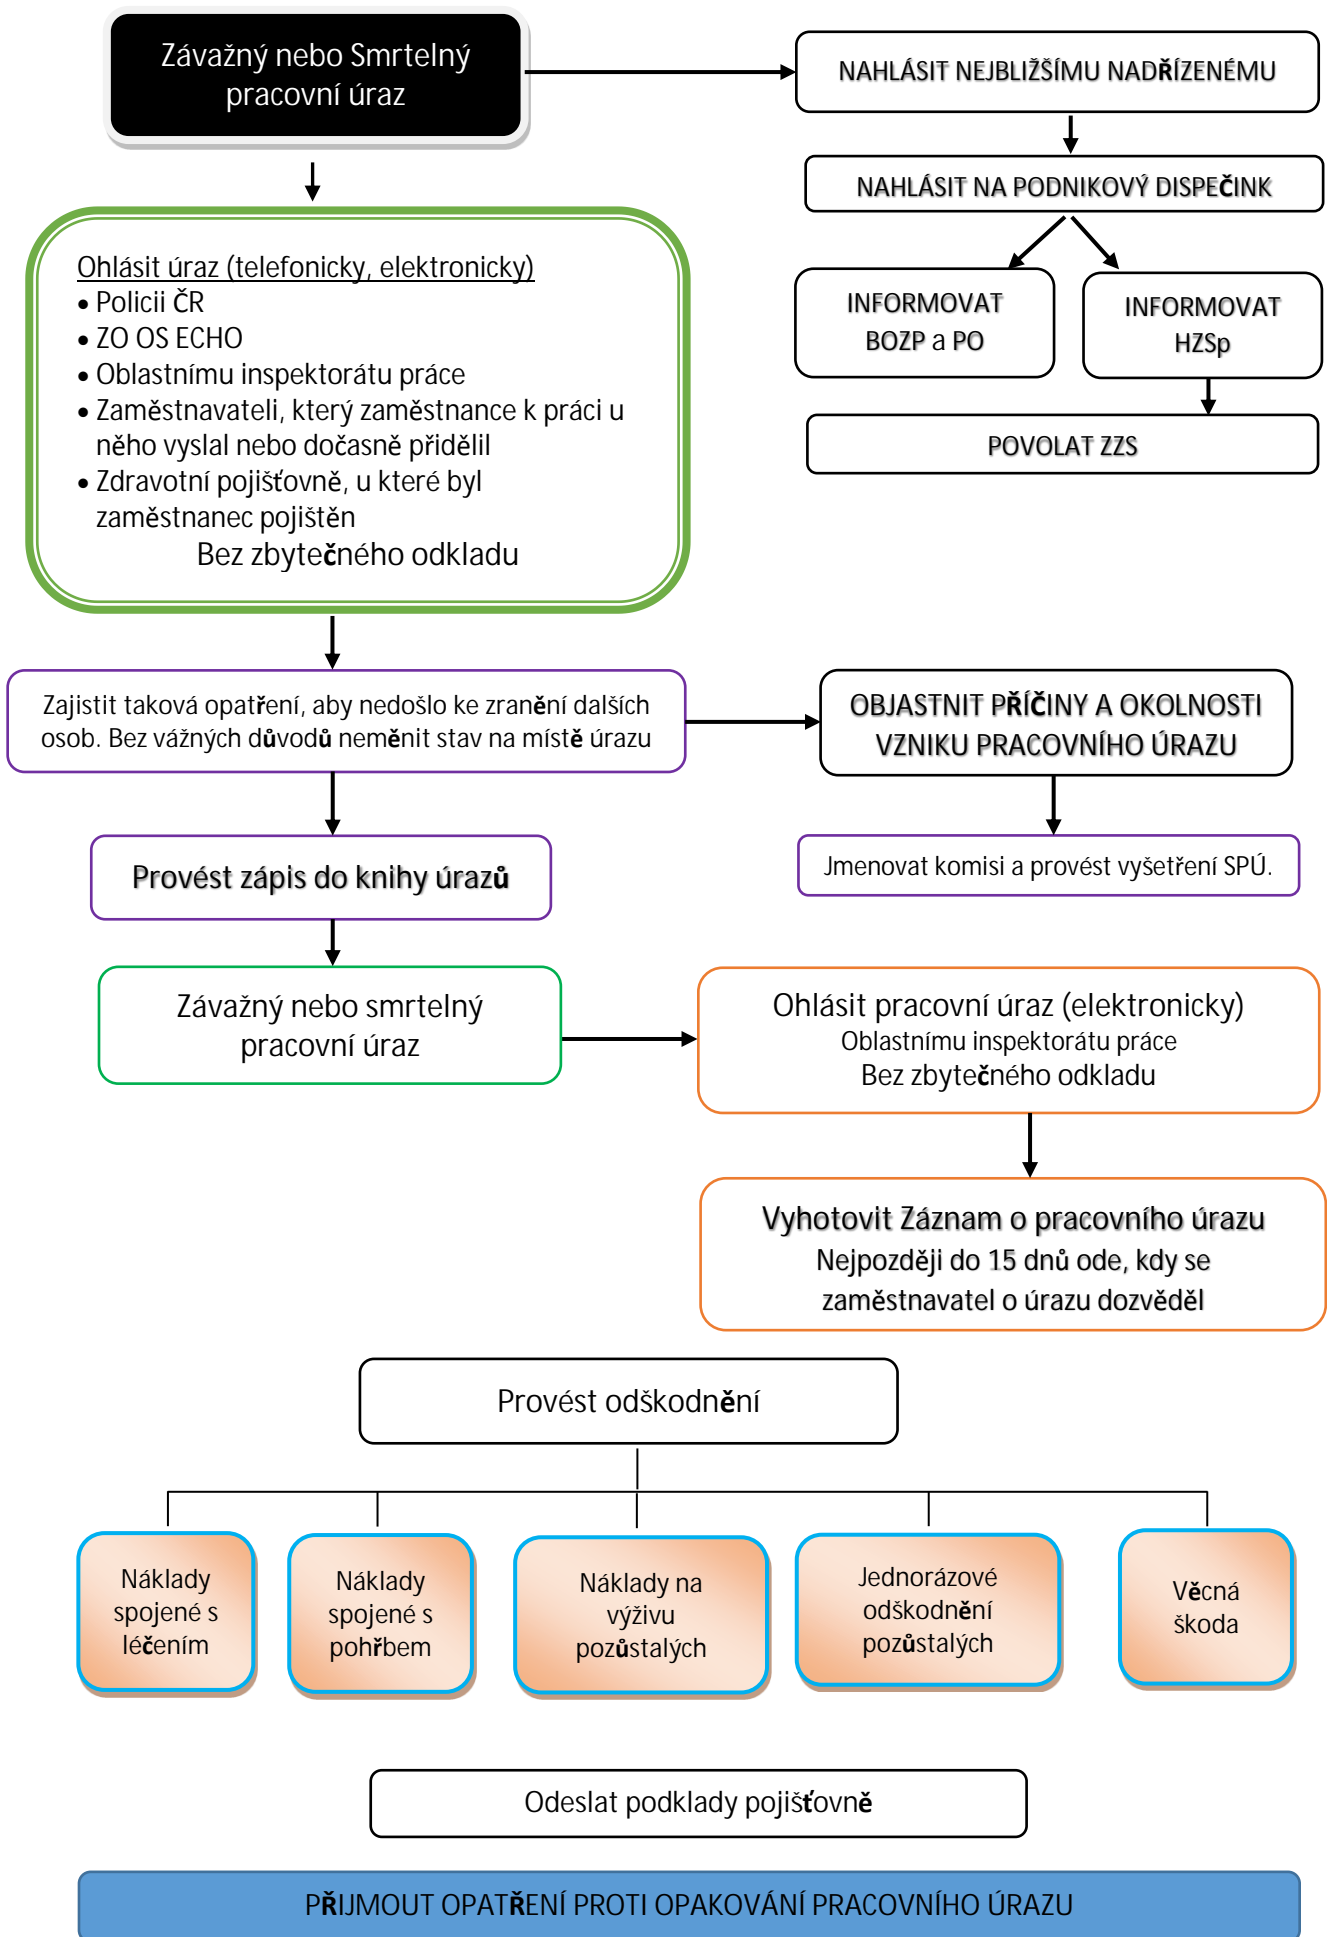 Závažný nebo Smrtelný
pracovní úraz
NAHLÁSIT NEJBLIŽŠÍMU NADŘÍZENÉMU
NAHLÁSIT NA PODNIKOVÝ DISPEČINK
INFORMOVAT
BOZP a PO
INFORMOVAT
HZSp
POVOLAT ZZS
Ohlásit úraz (telefonicky, elektronicky)
• Policii ČR
• ZO OS ECHO
• Oblastnímu inspektorátu práce
• Zaměstnavateli, který zaměstnance k práci u
něho vyslal nebo dočasně přidělil
• Zdravotní pojišťovně, u které byl
zaměstnanec pojištěn
Bez zbytečného odkladu
Zajistit taková opatření, aby nedošlo ke zranění dalších
osob. Bez vážných důvodů neměnit stav na místě úrazu
OBJASTNIT PŘÍČINY A OKOLNOSTI
VZNIKU PRACOVNÍHO ÚRAZU
Provést zápis do knihy úrazů
Jmenovat komisi a provést vyšetření SPÚ.
Závažný nebo smrtelný
pracovní úraz
Ohlásit pracovní úraz (elektronicky)
Oblastnímu inspektorátu práce
Bez zbytečného odkladu
Vyhotovit Záznam o pracovního úrazu
Nejpozději do 15 dnů ode, kdy se
zaměstnavatel o úrazu dozvěděl
Provést odškodnění
Náklady
spojené s
léčením
Náklady
spojené s
pohřbem
Náklady na
výživu
pozůstalých
Jednorázové
odškodnění
pozůstalých
Věcná
škoda
Odeslat podklady pojišťovně
PŘIJMOUT OPATŘENÍ PROTI OPAKOVÁNÍ PRACOVNÍHO ÚRAZU